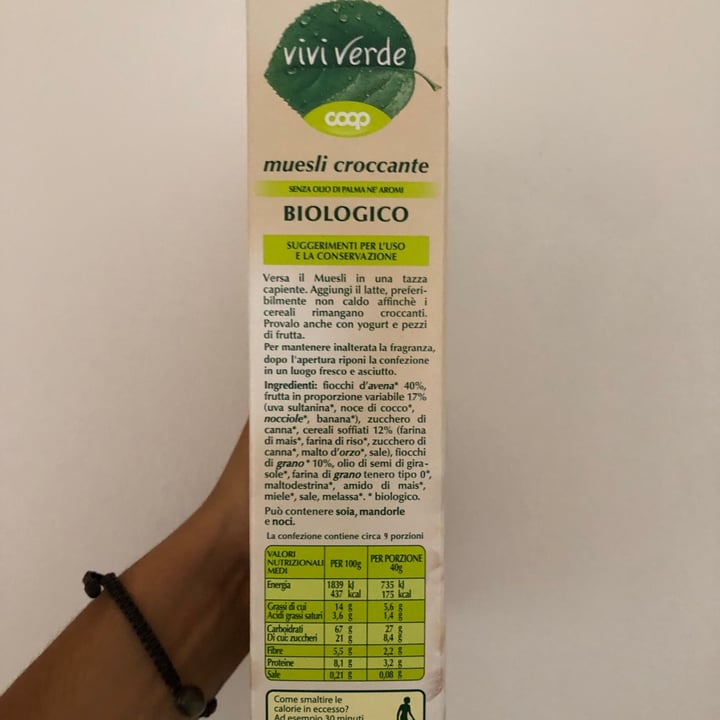 vivi verde
coop
muesli croccante
SENZA OLIO DI PALMA NE' AROMI
BIOLOGICO
SUGGERIMENTI PER L'USO
E LA CONSERVAZIONE
Versa il Muesli in una tazza
capiente. Aggiungi il latte, preferi-
bilmente non caldo affinchè i
cereali rimangano croccanti.
Provalo anche con yogurt e pezzi
di frutta.
Per mantenere inalterata la fragranza,
dopo l'apertura riponi la confezione
in un luogo fresco e asciutto.
Ingredienti: fiocchi d'avena* 40%,
frutta in proporzione variabile 17%
(uva sultanina*, noce di cocco*,
nocciole*, banana*), zucchero di
canna*, cereali soffiati 12% (farina
di mais*, farina di riso*, zucchero di
canna*, malto d'orzo*, sale), fiocchi
di grano* 10%, olio di semi di gira-
sole*, farina di grano tenero tipo 0*,
maltodestrina*, amido di mais*,
miele*, sale, melassa*. * biologico.
Può contenere soia, mandorle
e noci.
La confezione contiene circa 9 porzioni
VALORI NUTRIZIONALI MEDI PER 100g PER PORZIONE 40g
Energia 1839 kJ 735 kJ
437 kcal 175 kcal
Grassi di cui 14 g 5,6 g
Acidi grassi saturi 3,6 g 1,4 g
Carboidrati 67 g 27 g
Di cui: zuccheri 21 g 8,4 g
Fibre 5,5 g 2,2 g
Proteine 8,1 g 3,2 g
Sale 0,21 g 0,08 g
Come smaltire le
calorie in eccesso?
Ad esempio 30 minuti